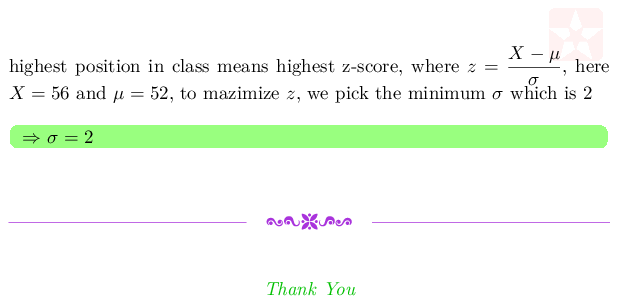 highest position in class means highest z-score, where $z = \dfrac{X - \mu}{\sigma}$, here
$X = 56$ and $\mu = 52$, to mazimize $z$, we pick the minimum $\sigma$ which is 2
$\Rightarrow \sigma = 2$
Thank You